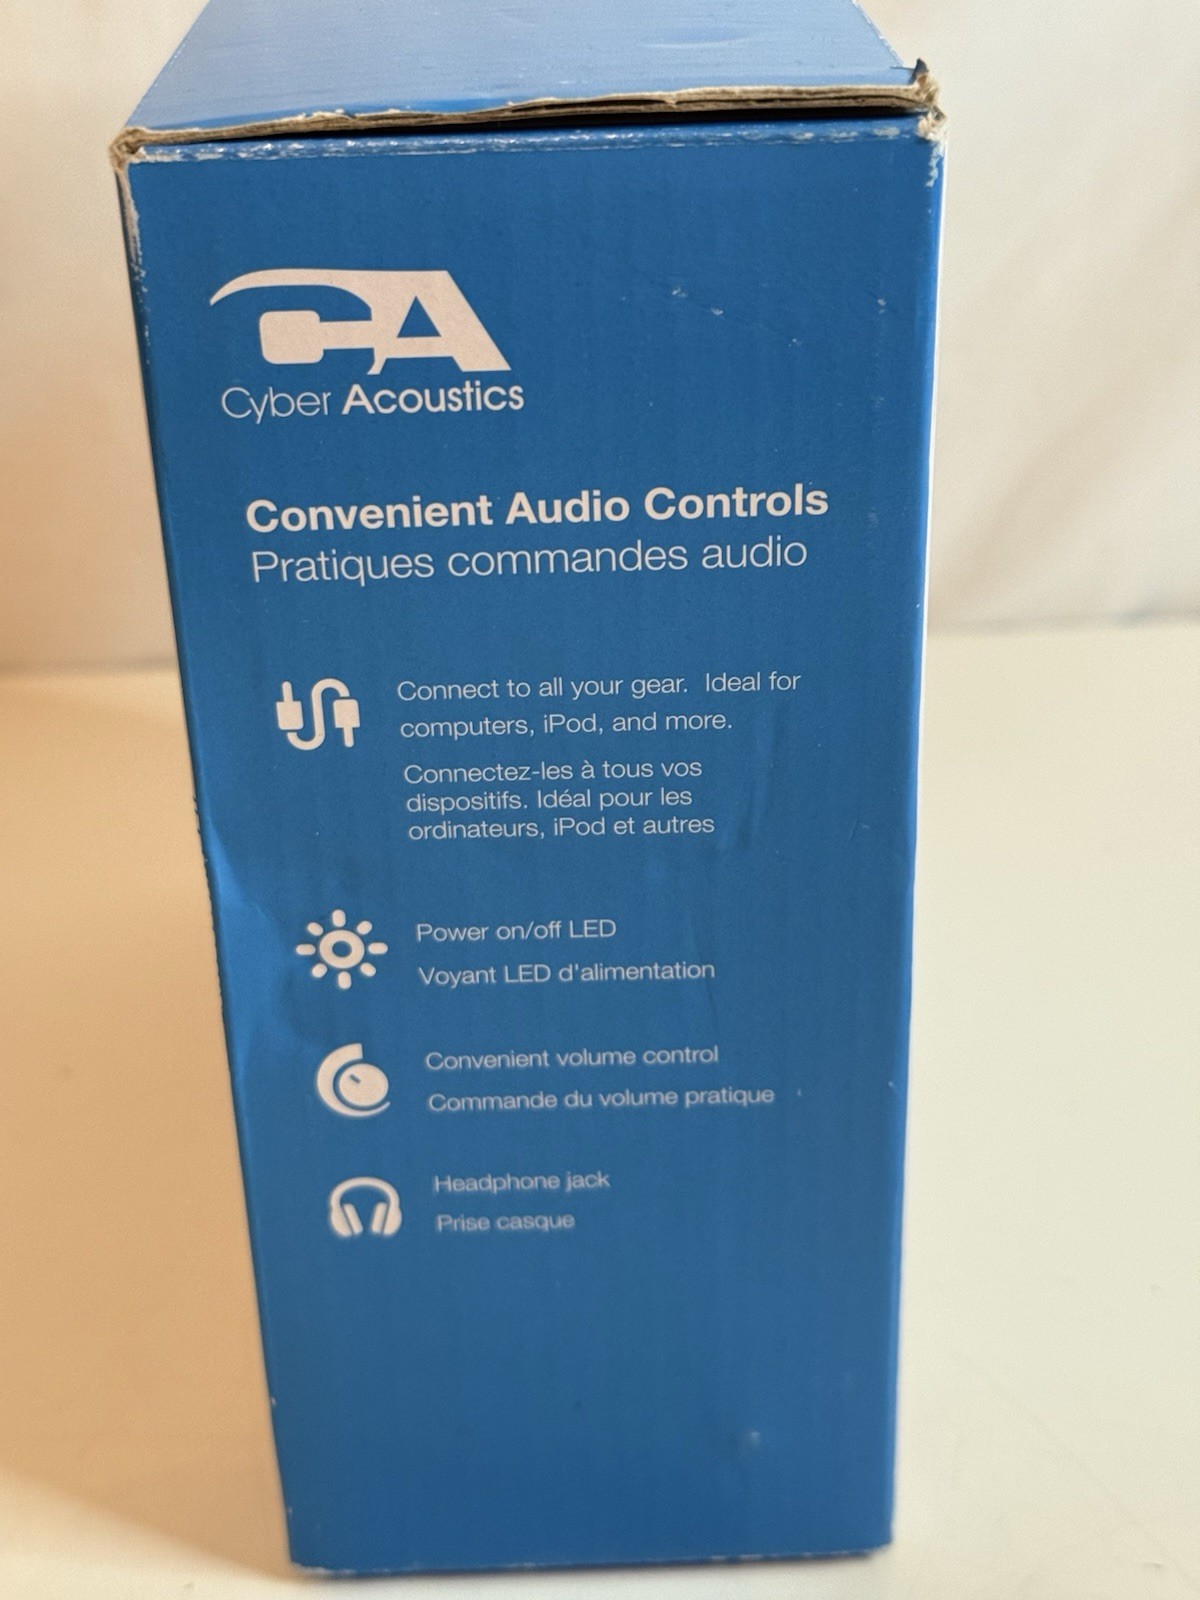 CA
Cyber Acoustics
Convenient Audio Controls
Pratiques commandes audio
Connect to all your gear. Ideal for
computers, iPod, and more.
Connectez-les à tous vos
dispositifs. Idéal pour les
ordinateurs, iPod et autres
Power on/off LED
Voyant LED d'alimentation
Convenient volume control
Commande du volume pratique
Headphone jack
Prise casque